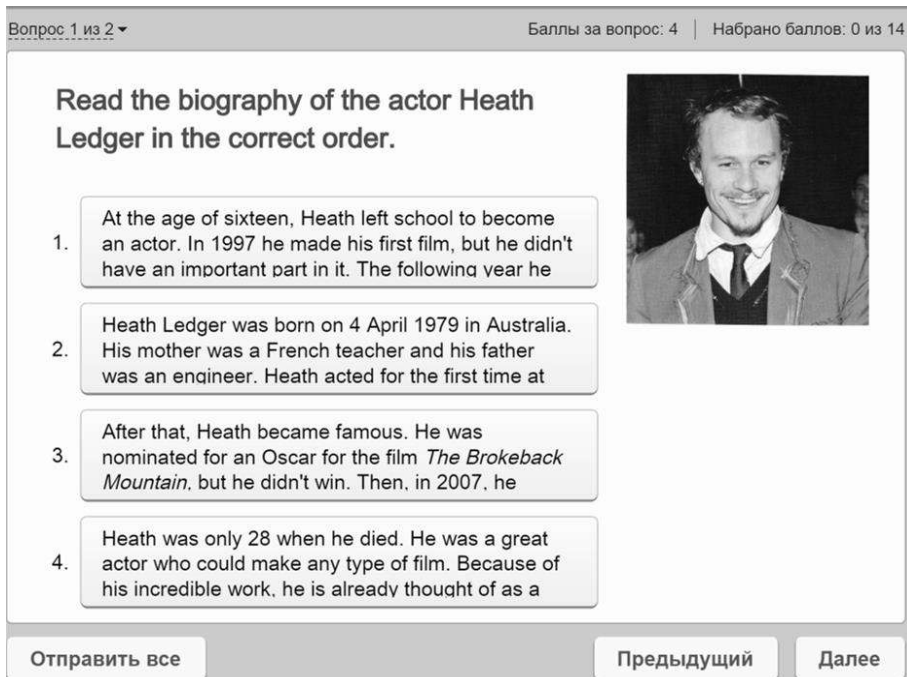 Вопрос 1 из 2
Баллы за вопрос: 4 | Набрано баллов: 0 из 14
Read the biography of the actor Heath
Ledger in the correct order.
1. At the age of sixteen, Heath left school to become
an actor. In 1997 he made his first film, but he didn't
have an important part in it. The following year he
2. Heath Ledger was born on 4 April 1979 in Australia.
His mother was a French teacher and his father
was an engineer. Heath acted for the first time at
3. After that, Heath became famous. He was
nominated for an Oscar for the film The Brokeback
Mountain, but he didn't win. Then, in 2007, he
4. Heath was only 28 when he died. He was a great
actor who could make any type of film. Because of
his incredible work, he is already thought of as a
Отправить все
Предыдущий
Далее